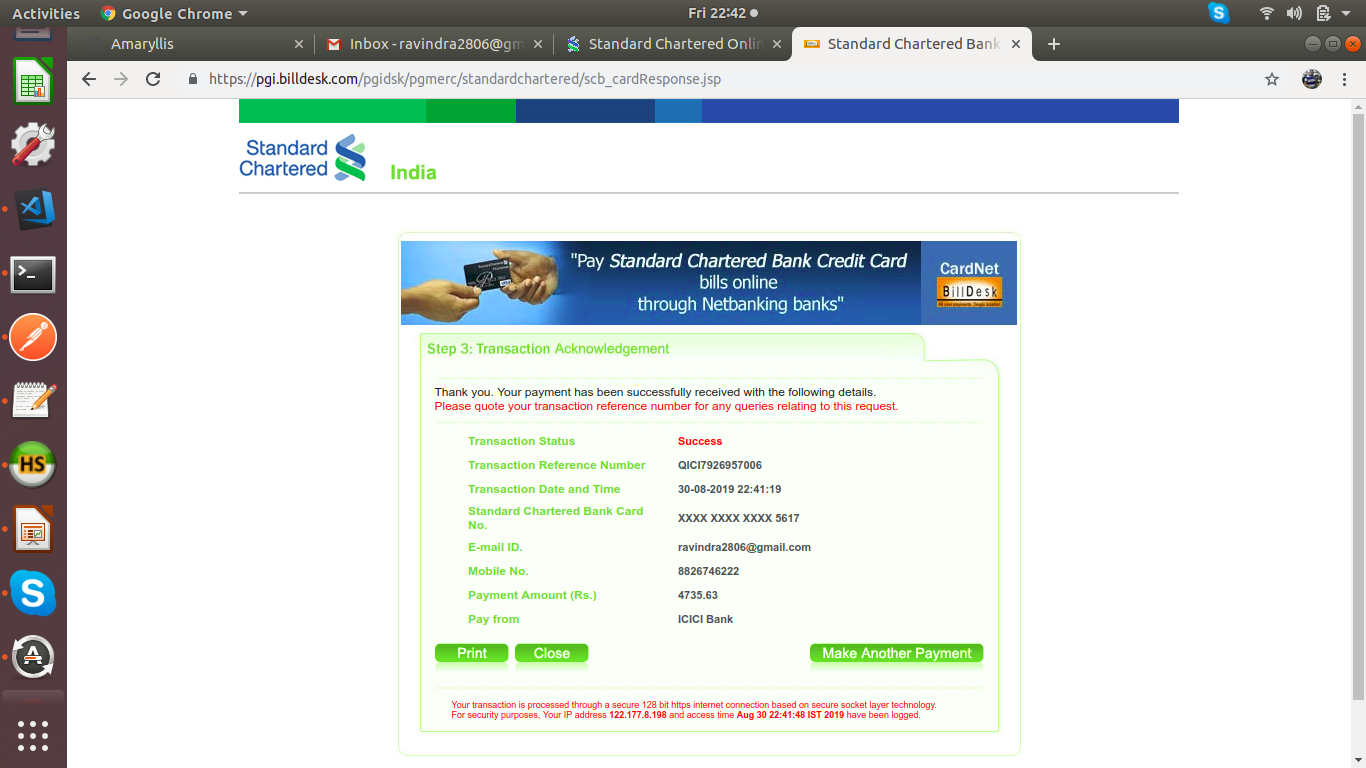 Activities
Google Chrome
Fri 22:42
Amaryllis
Inbox - ravindra2806@gm
Standard Chartered Onlin
Standard Chartered Bank
https://pgi.billdesk.com/pgidsk/pgmerc/standardchartered/scb_cardResponse.jsp
Standard
Chartered
India
"Pay Standard Chartered Bank Credit Card
bills online
through Netbanking banks"
CardNet
BillDesk
Step 3: Transaction Acknowledgement
Thank you. Your payment has been successfully received with the following details.
Please quote your transaction reference number for any queries relating to this request.
Transaction Status Success
Transaction Reference Number QICI7926957006
Transaction Date and Time 30-08-2019 22:41:19
Standard Chartered Bank Card
No. XXXX XXXX XXXX 5617
E-mail ID. ravindra2806@gmail.com
Mobile No. 8826746222
Payment Amount (Rs.) 4735.63
Pay from ICICI Bank
Print
Close
Make Another Payment
Your transaction is processed through a secure 128 bit https internet connection based on secure socket layer technology.
For security purposes, Your IP address 122.177.8.198 and access time Aug 30 22:41:48 IST 2019 have been logged.
HS